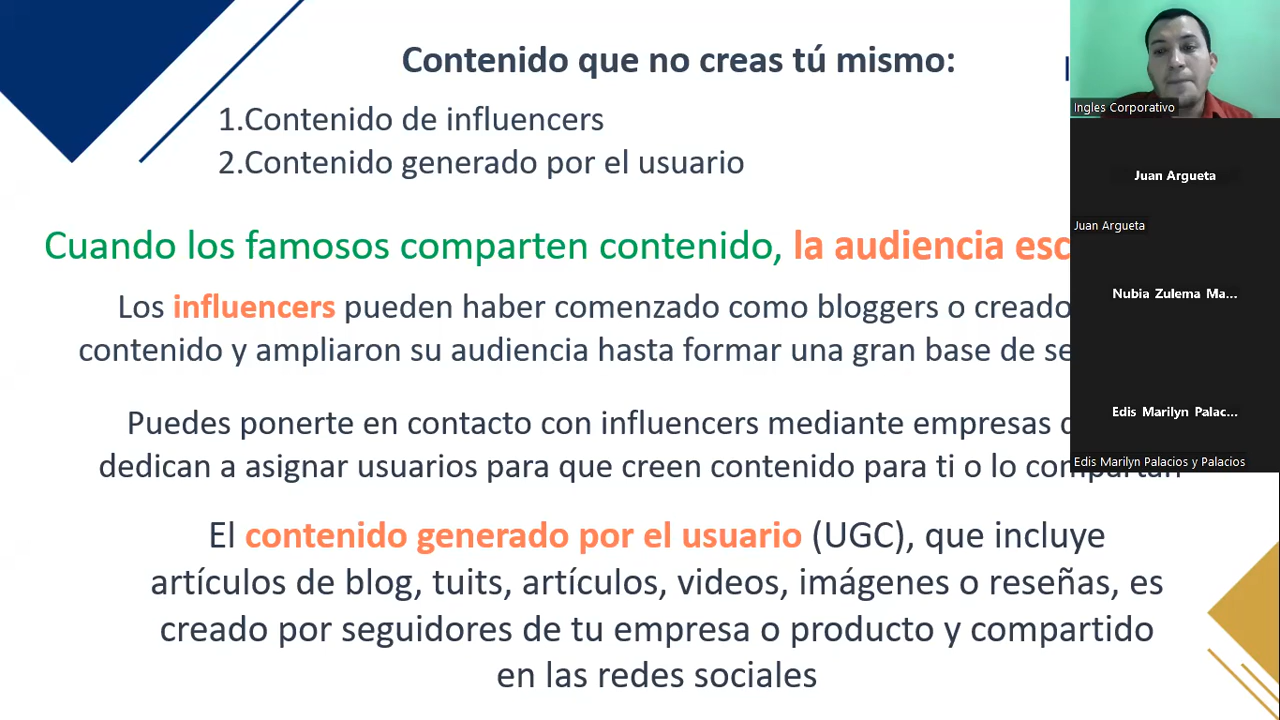 Contenido que no creas tú mismo:
1.Contenido de influencers
2.Contenido generado por el usuario
Cuando los famosos comparten contenido, la audiencia esc
Los influencers pueden haber comenzado como bloggers o creado
contenido y ampliaron su audiencia hasta formar una gran base de se
Puedes ponerte en contacto con influencers mediante empresas
dedican a asignar usuarios para que creen contenido para ti o lo
El contenido generado por el usuario (UGC), que incluye
artículos de blog, tuits, artículos, videos, imágenes o reseñas, es
creado por seguidores de tu empresa o producto y compartido
en las redes sociales
Ingles Corporativo
Juan Argueta
Juan Argueta
Nubia Zulema Ma...
Edis Marilyn Palac...
Edis Marilyn Palacios y Palacios